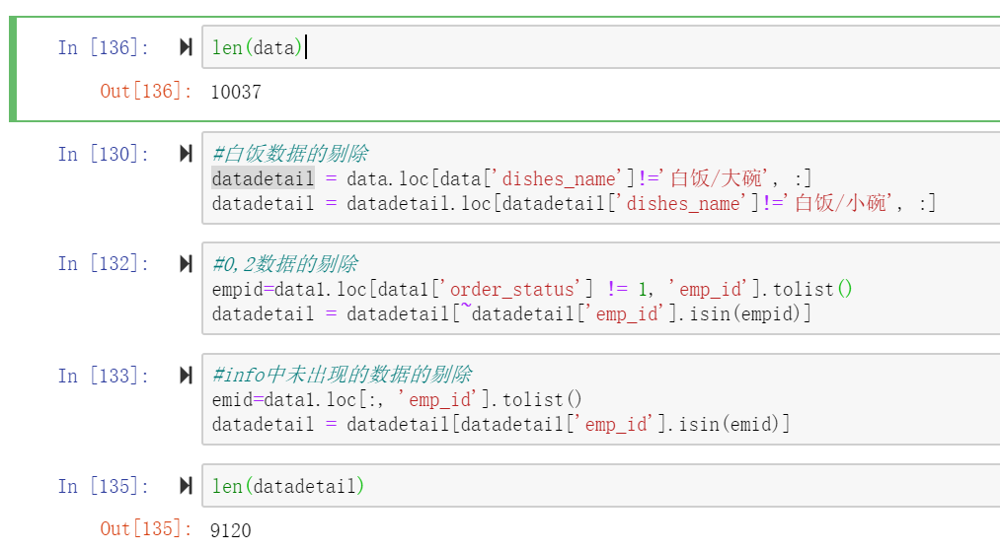 In [136]: len(data)
Out[136]: 10037
In [130]: #白饭数据的剔除
datadetail = data.loc[data['dishes_name']!='白饭/大碗', :]
datadetail = datadetail.loc[datadetail['dishes_name']!='白饭/小碗', :]
In [132]: #0,2数据的剔除
empid=data1.loc[data1['order_status'] != 1, 'emp_id'].tolist()
datadetail = datadetail[~datadetail['emp_id'].isin(empid)]
In [133]: #info中未出现的数据的剔除
emid=data1.loc[:, 'emp_id'].tolist()
datadetail = datadetail[datadetail['emp_id'].isin(emid)]
In [135]: len(datadetail)
Out[135]: 9120